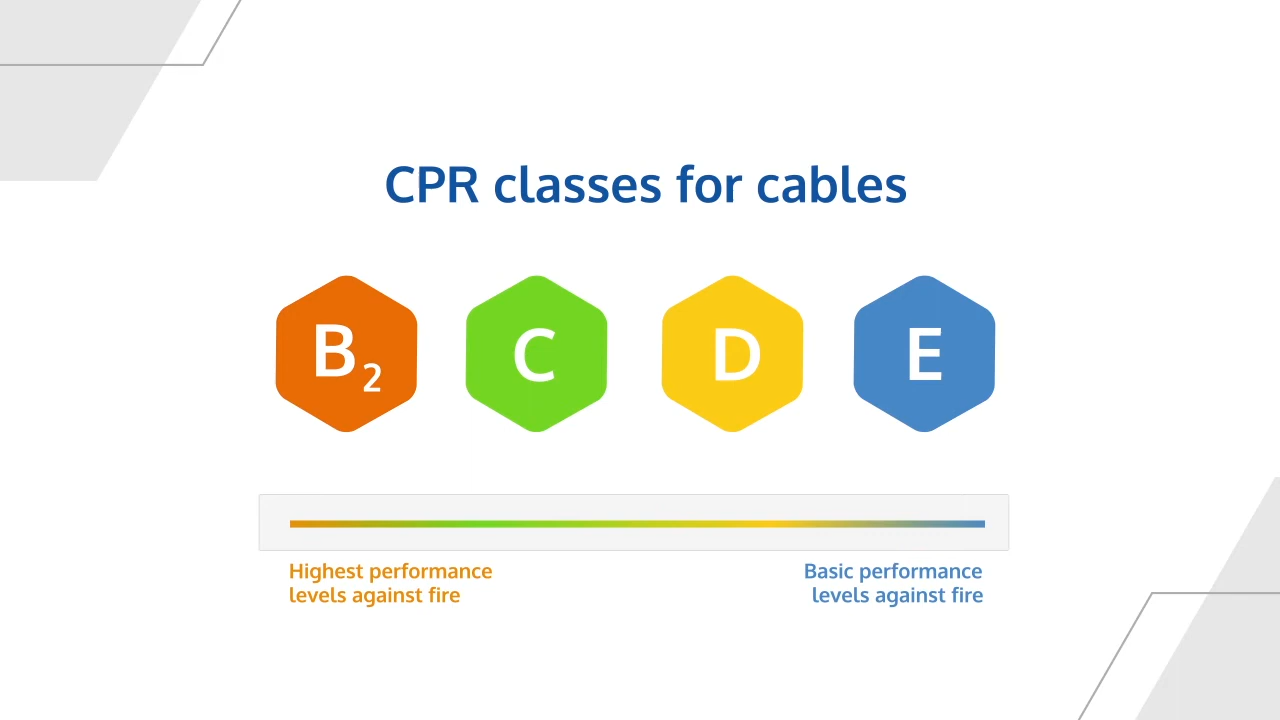 CPR classes for cables
B₂ C D E
Highest performance
levels against fire
Basic performance
levels against fire